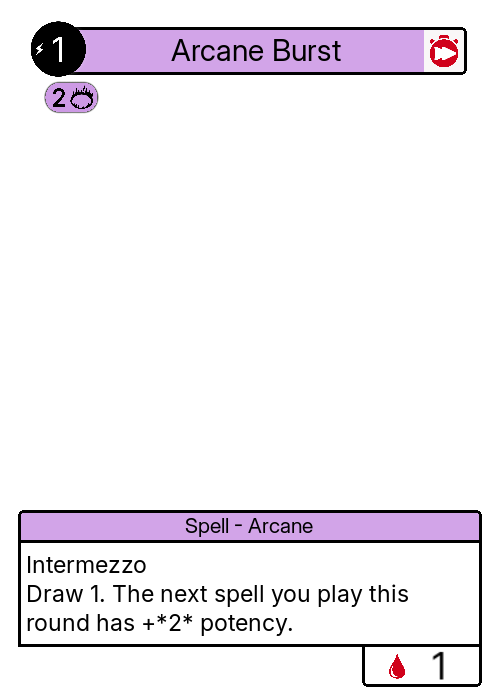 1
Arcane Burst
2
Spell - Arcane
Intermezzo
Draw 1. The next spell you play this
round has +*2* potency.
1